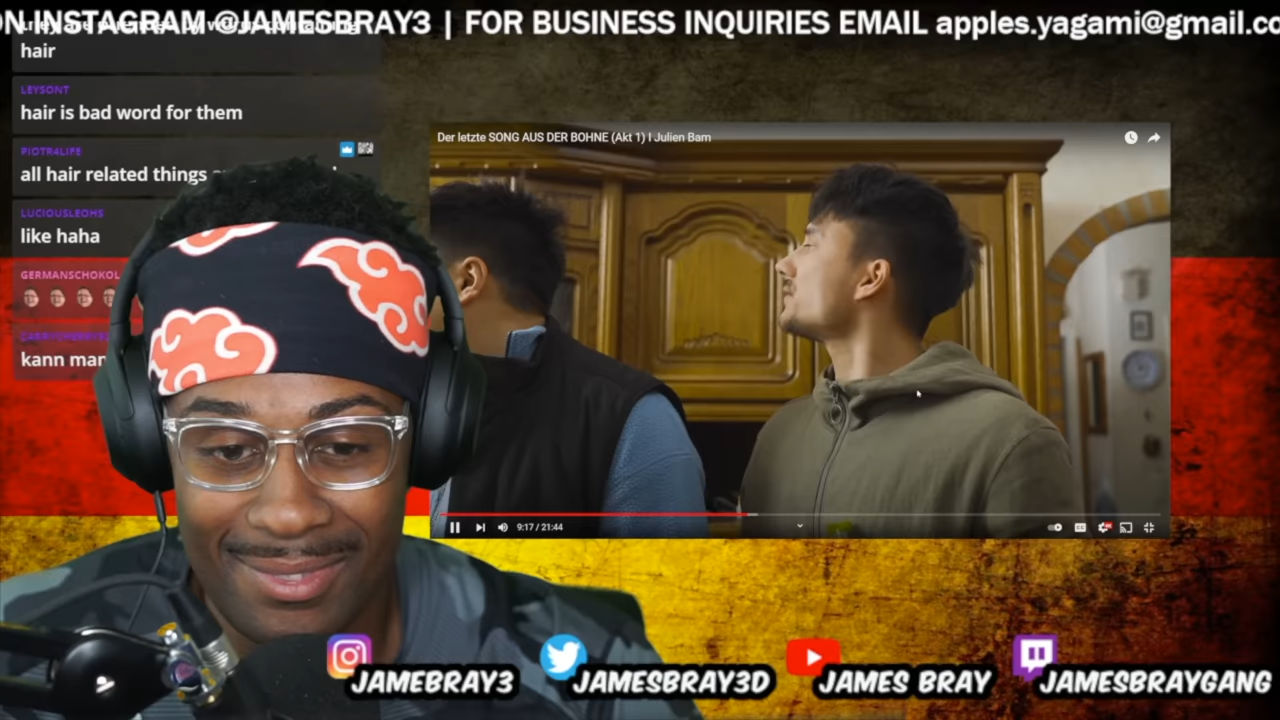 ON INSTAGRAM @JAMESBRAY3 | FOR BUSINESS INQUIRIES EMAIL apples.yagami@gmail.co
hair
LEYSONT
hair is bad word for them
PIOTR4LIFE
all hair related things
LUCIOUSLEOHS
like haha
GERMANSCHOKOL
kann man
Der letzte SONG AUS DER BOHNE (Akt 1) I Julien Bam
9:17 / 21:44
JAMEBRAY3
JAMESBRAY3D
JAMES BRAY
JAMESBRAYGANG